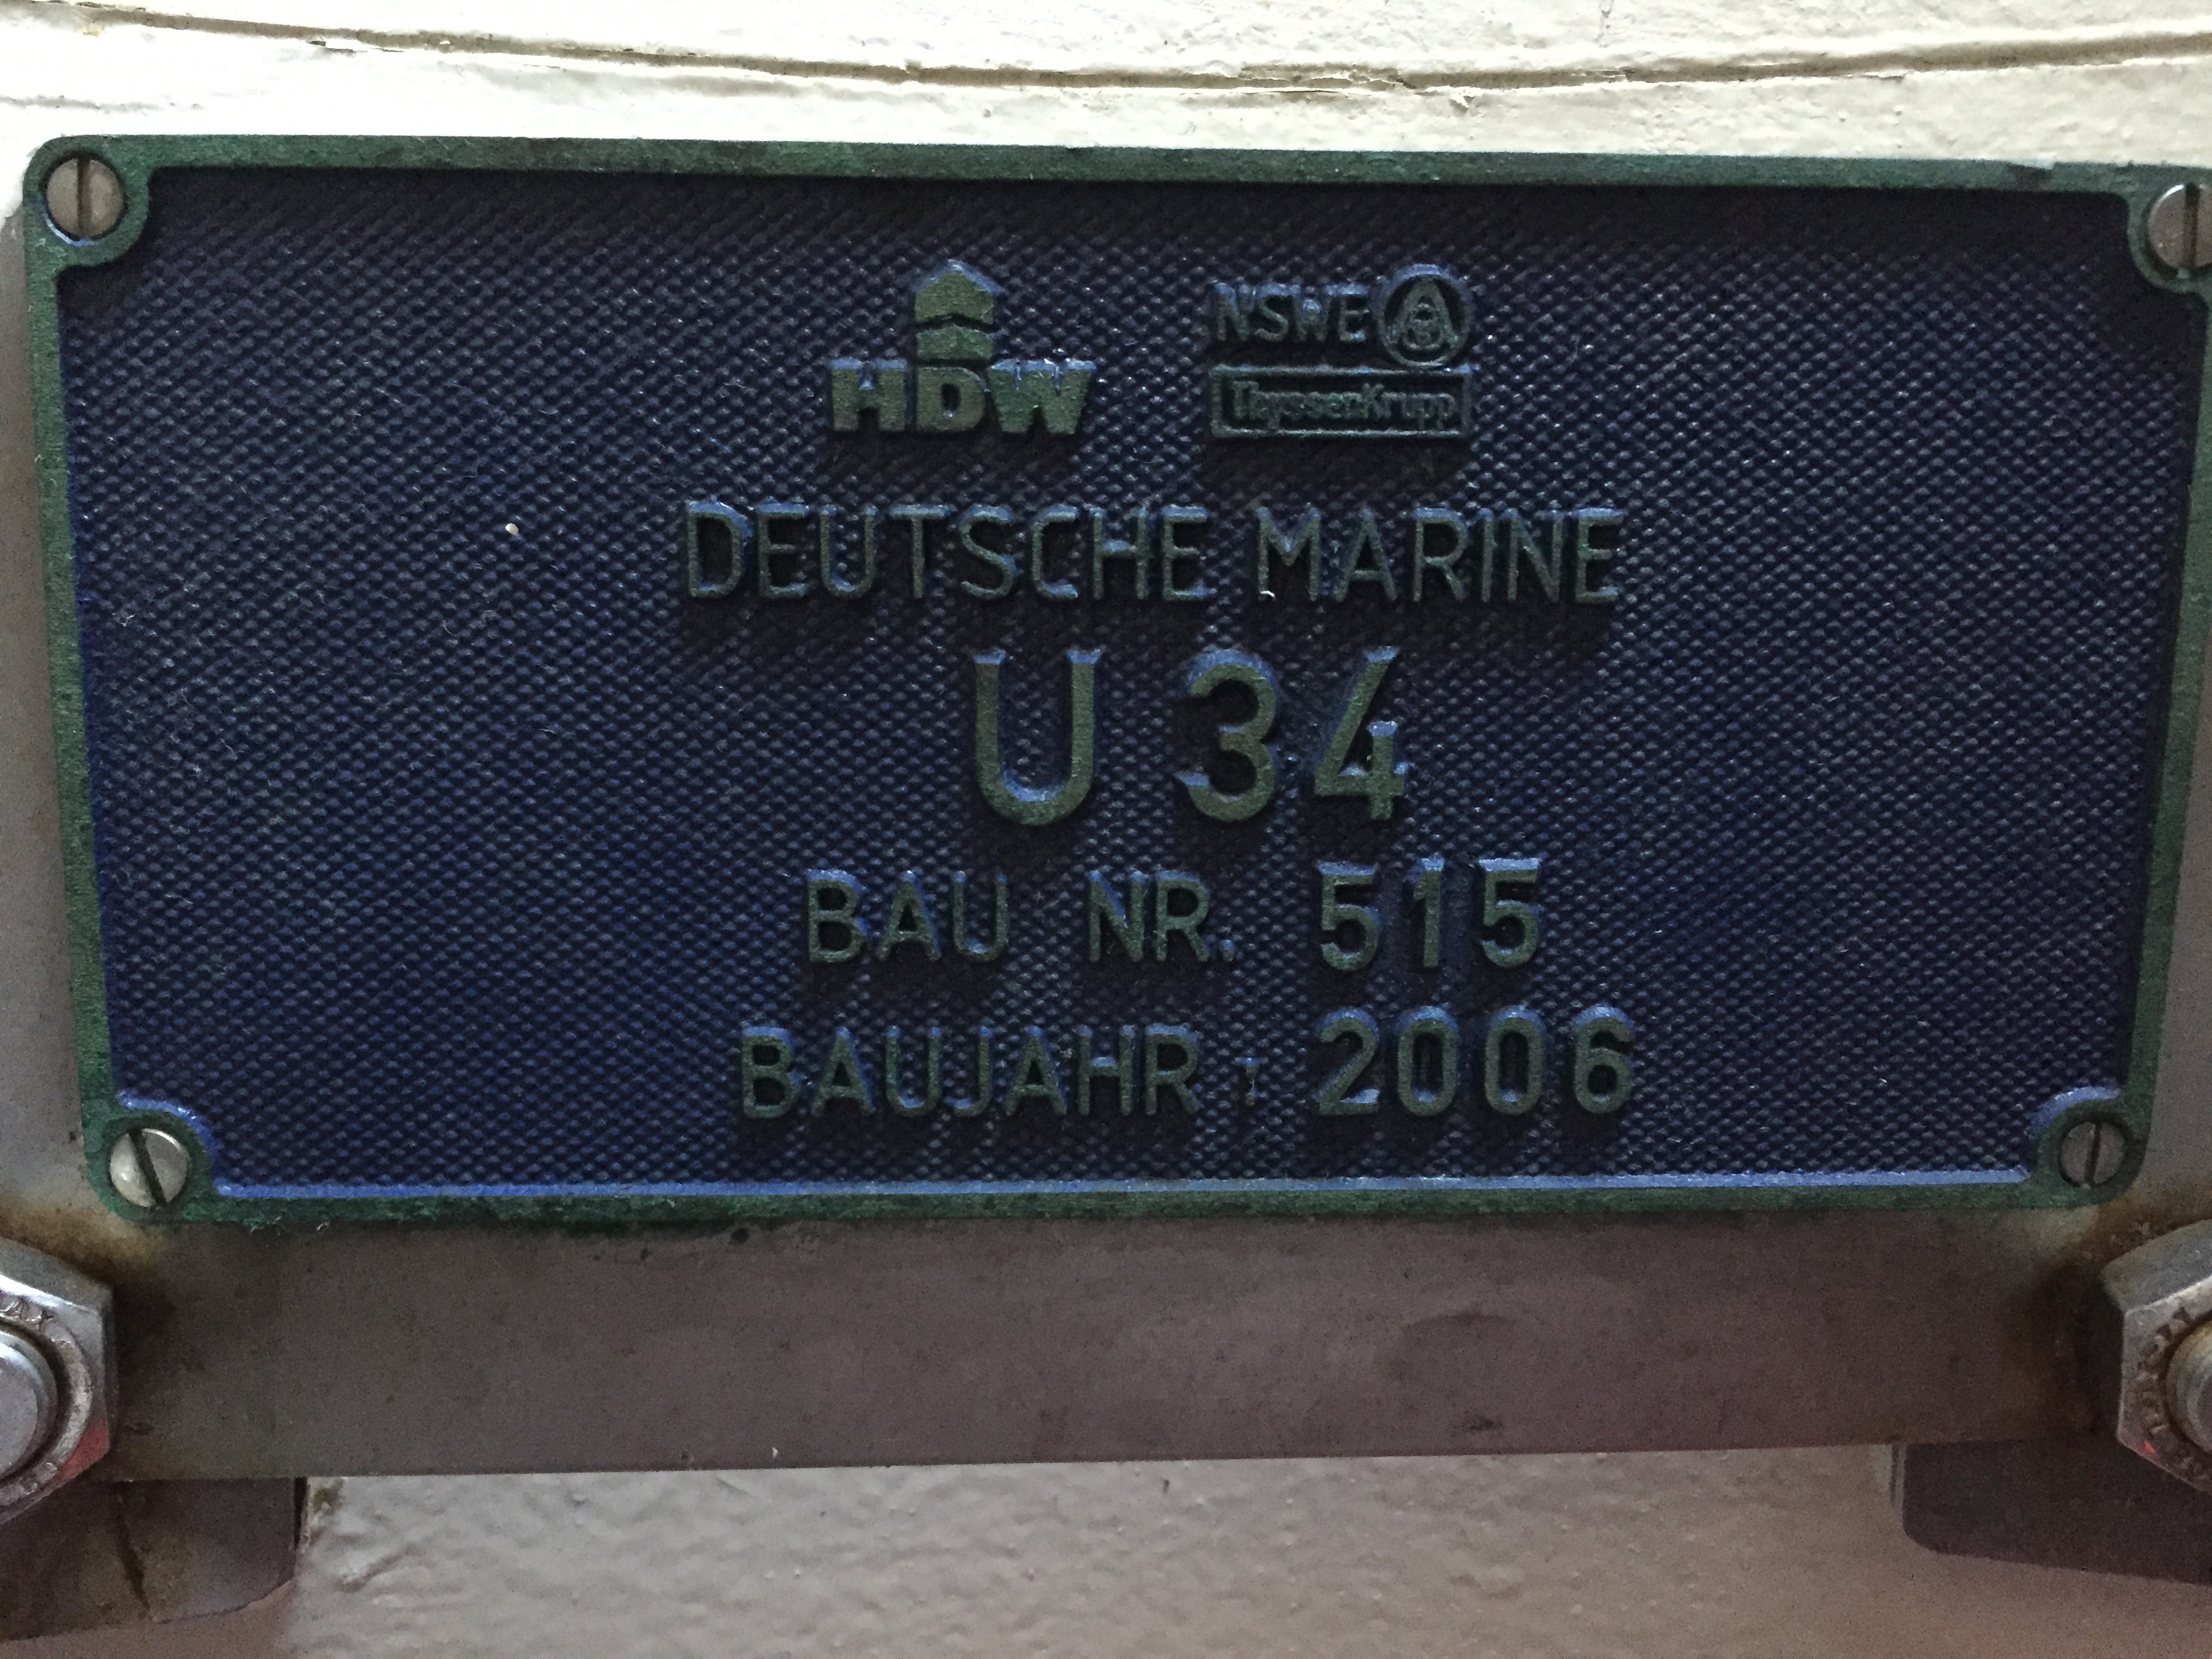 HDW NSWE
ThyssenKrupp
DEUTSCHE MARINE
U 34
BAU NR. 515
BAUJAHR : 2006